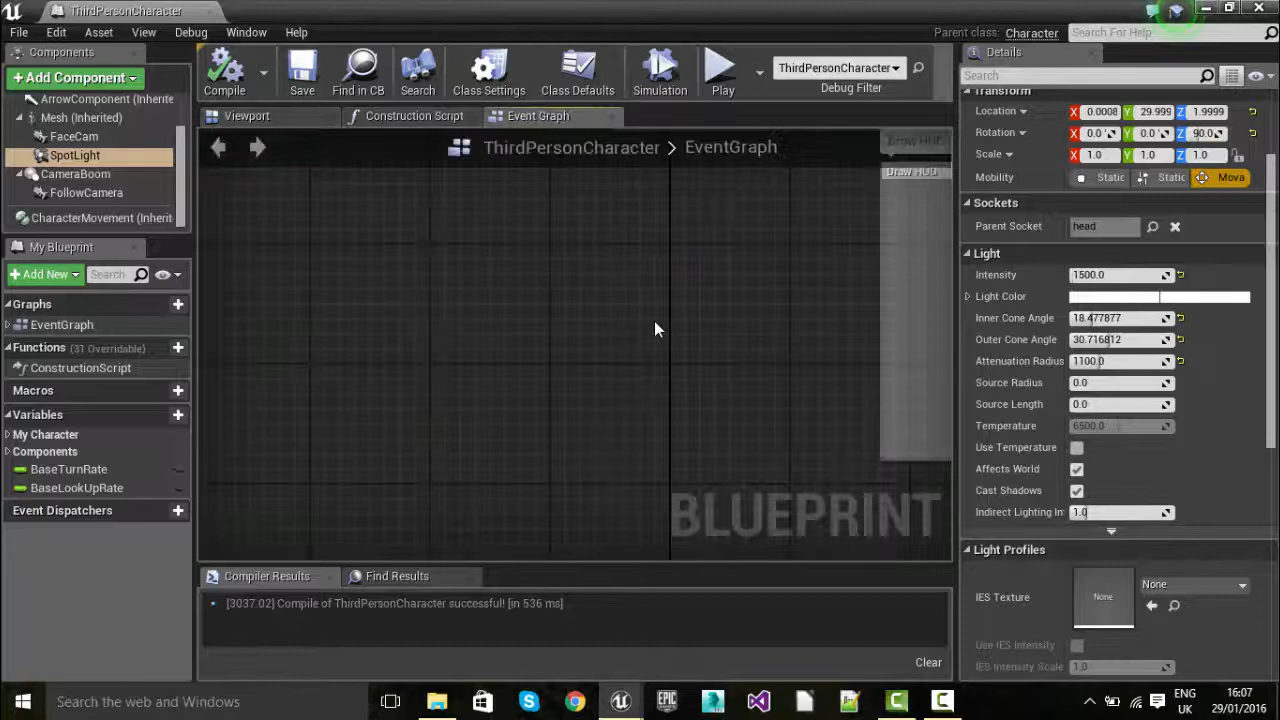 ThirdPersonCharacter
File Edit Asset View Debug Window Help
Parent class: Character
Search For Help
Components
Add Component
ArrowComponent (Inherite
Mesh (Inherited)
FaceCam
SpotLight
CameraBoom
FollowCamera
CharacterMovement (Inherit
My Blueprint
Add New
Search
Graphs
EventGraph
Functions (31 Overridable)
ConstructionScript
Macros
Variables
My Character
Components
BaseTurnRate
BaseLookUpRate
Event Dispatchers
Compile
Save
Find in CB
Search
Class Settings
Class Defaults
Simulation
Play
ThirdPersonCharacter
Debug Filter
Viewport
Construction Script
Event Graph
ThirdPersonCharacter > EventGraph
Draw HUD
Draw HUD
BLUEPRINT
Compiler Results
Find Results
[3037.02] Compile of ThirdPersonCharacter successful! [in 536 ms]
Clear
Details
Search
Transform
Location X 0.0008 Y 29.999 Z 1.9999
Rotation X 0.0 Y 0.0 Z 90.0
Scale X 1.0 Y 1.0 Z 1.0
Mobility Static Static Mova
Sockets
Parent Socket head
Light
Intensity 1500.0
Light Color
Inner Cone Angle 18.477877
Outer Cone Angle 30.716812
Attenuation Radius 1100.0
Source Radius 0.0
Source Length 0.0
Temperature 6500.0
Use Temperature
Affects World
Cast Shadows
Indirect Lighting In 1.0
Light Profiles
IES Texture None None
Use IES Intensity
IES Intensity Scale 1.0
Search the web and Windows
EPIC
ENG
UK
16:07
29/01/2016